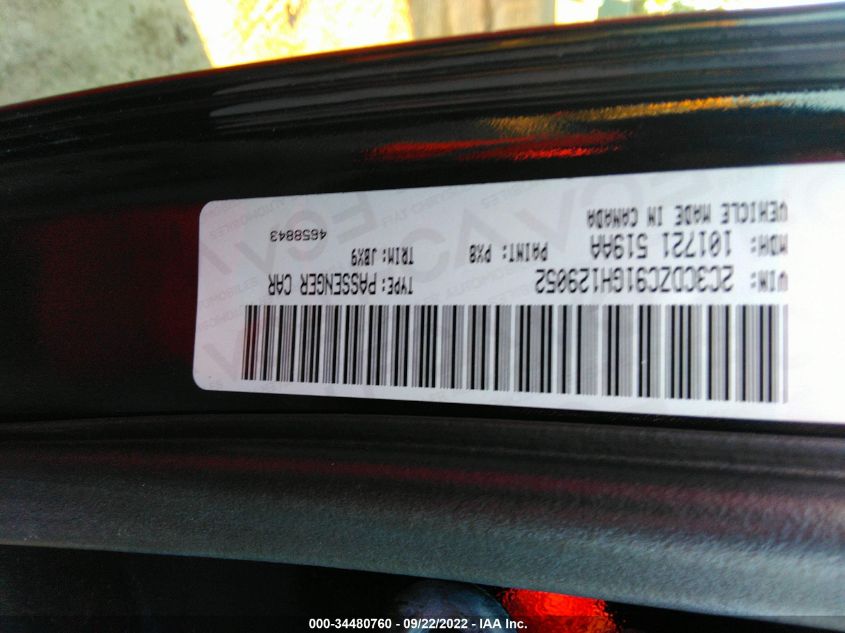 VIN: 2C3CDZC91GH129052 TYPE: PASSENGER CAR
MDH: 101721 519AA PAINT: PX8 TRIM: JBX9
VEHICLE MADE IN CANADA 4658843
000-34480760 - 09/22/2022 - IAA Inc.